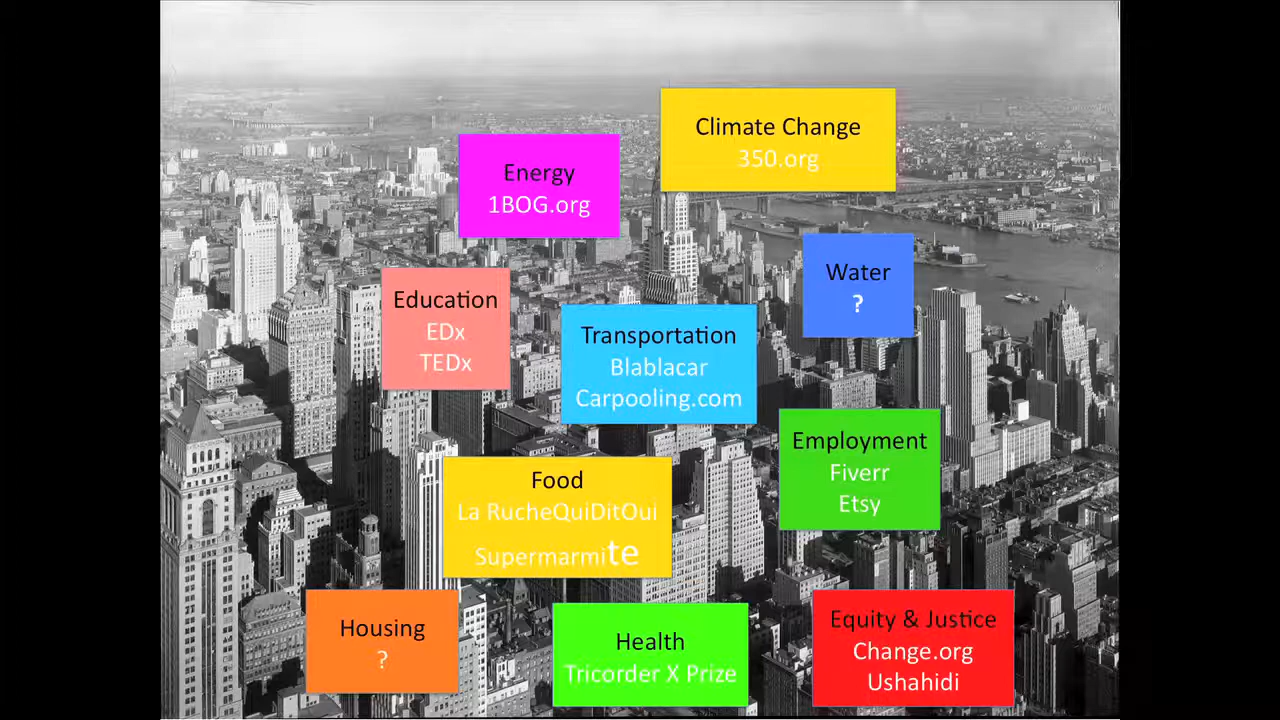 Climate Change
350.org
Energy
1BOG.org
Water
?
Education
EDx
TEDx
Transportation
Blablacar
Carpooling.com
Employment
Fiverr
Etsy
Food
La RucheQuiDitOui
Supermarmite
Housing
?
Health
Tricorder X Prize
Equity & Justice
Change.org
Ushahidi